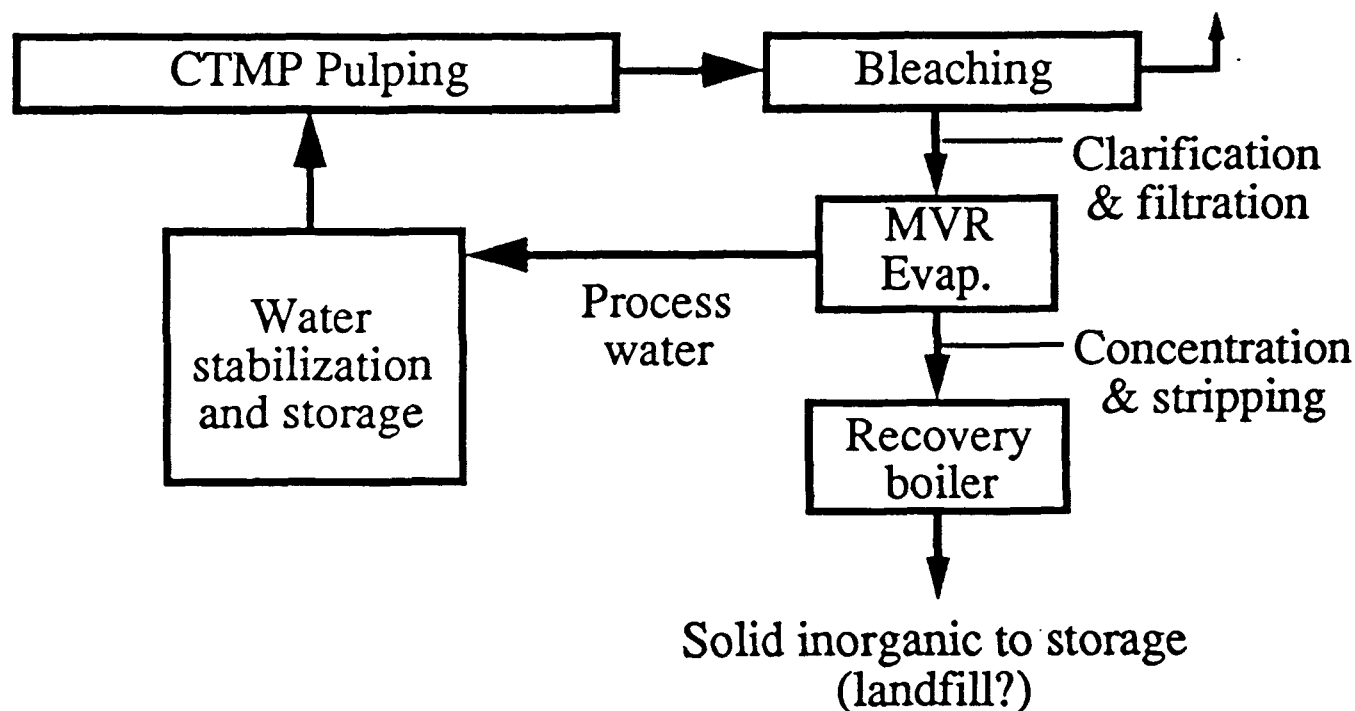 CTMP Pulping
Bleaching
Clarification
& filtration
MVR
Evap.
Process
water
Water
stabilization
and storage
Concentration
& stripping
Recovery
boiler
Solid inorganic to storage
(landfill?)